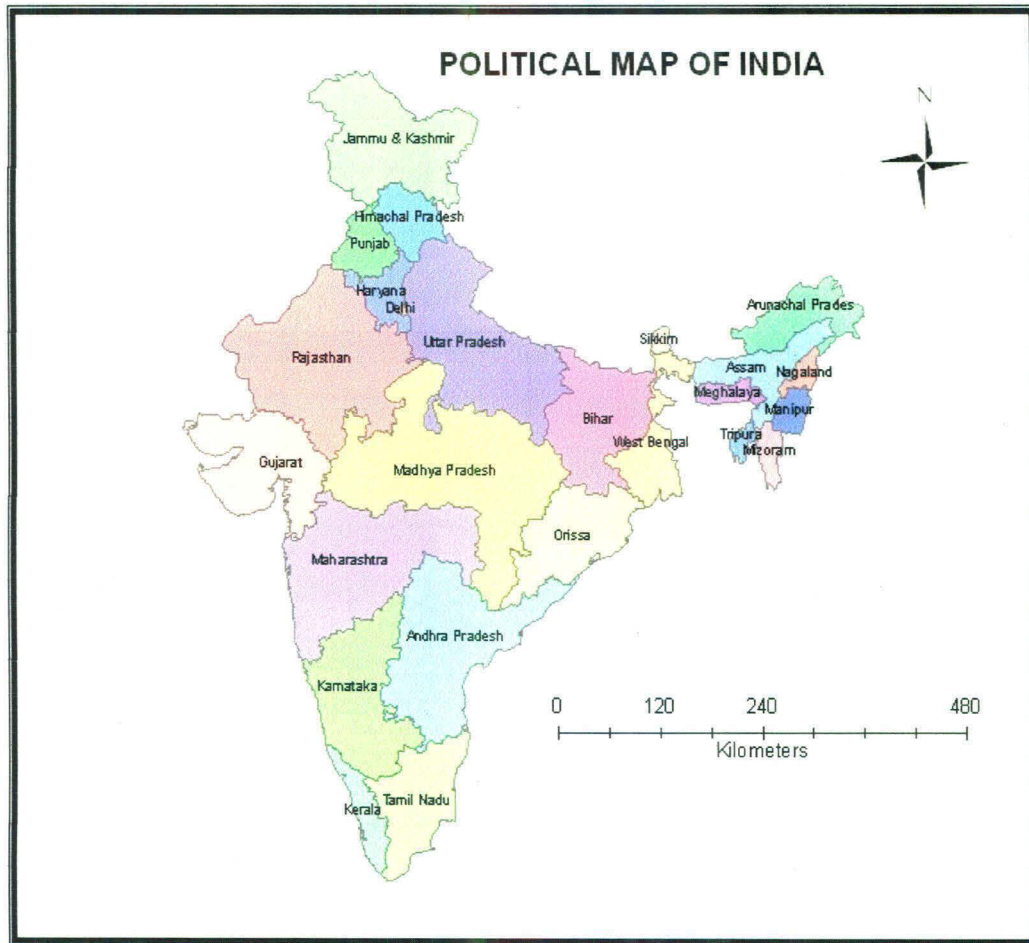 POLITICAL MAP OF INDIA
N
Jammu & Kashmir
Himachal Pradesh
Punjab
Haryana
Delhi
Arunachal Prades
Sikkim
Uttar Pradesh
Rajasthan
Assam
Nagaland
Meghalaya
Manipur
Bihar
Tripura
West Bengal
Mizoram
Gujarat
Madhya Pradesh
Orissa
Maharashtra
Andhra Pradesh
Karnataka
0 120 240 480
Kilometers
Tamil Nadu
Kerala